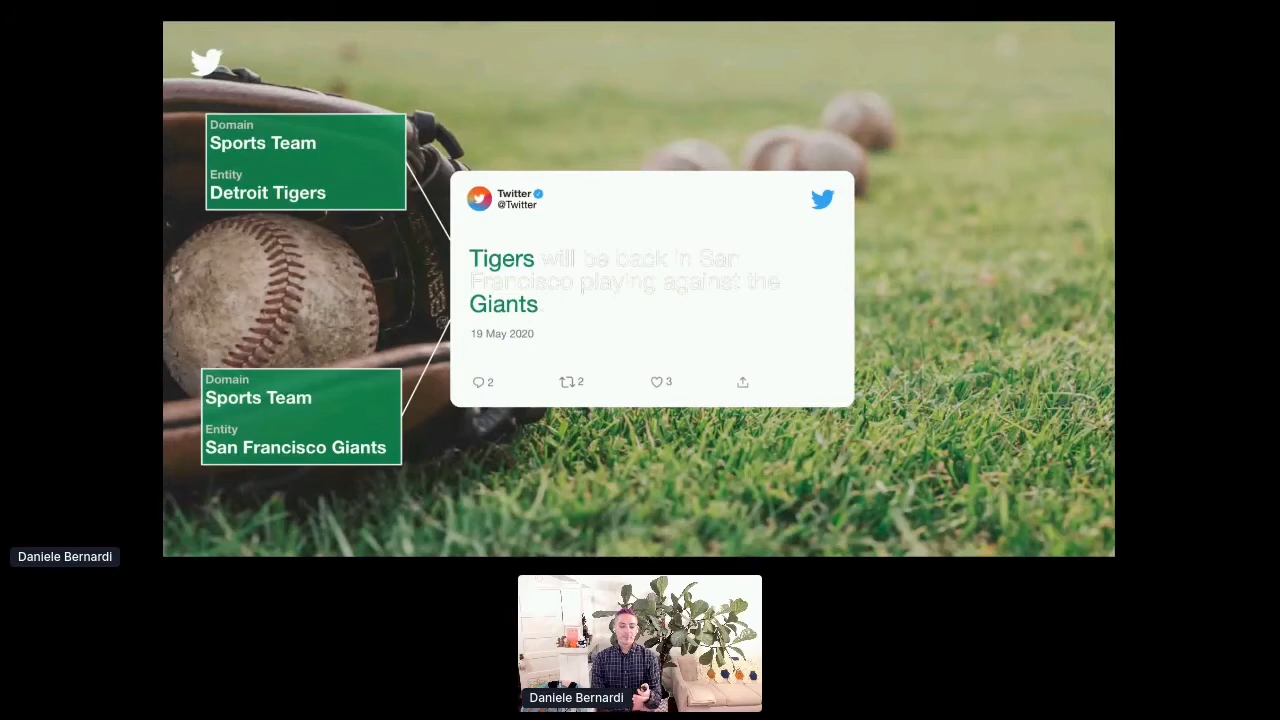 Domain
Sports Team
Entity
Detroit Tigers
Twitter
@Twitter
Tigers will be back in San
Francisco playing against the
Giants
19 May 2020
2
2
3
Domain
Sports Team
Entity
San Francisco Giants
Daniele Bernardi
Daniele Bernardi